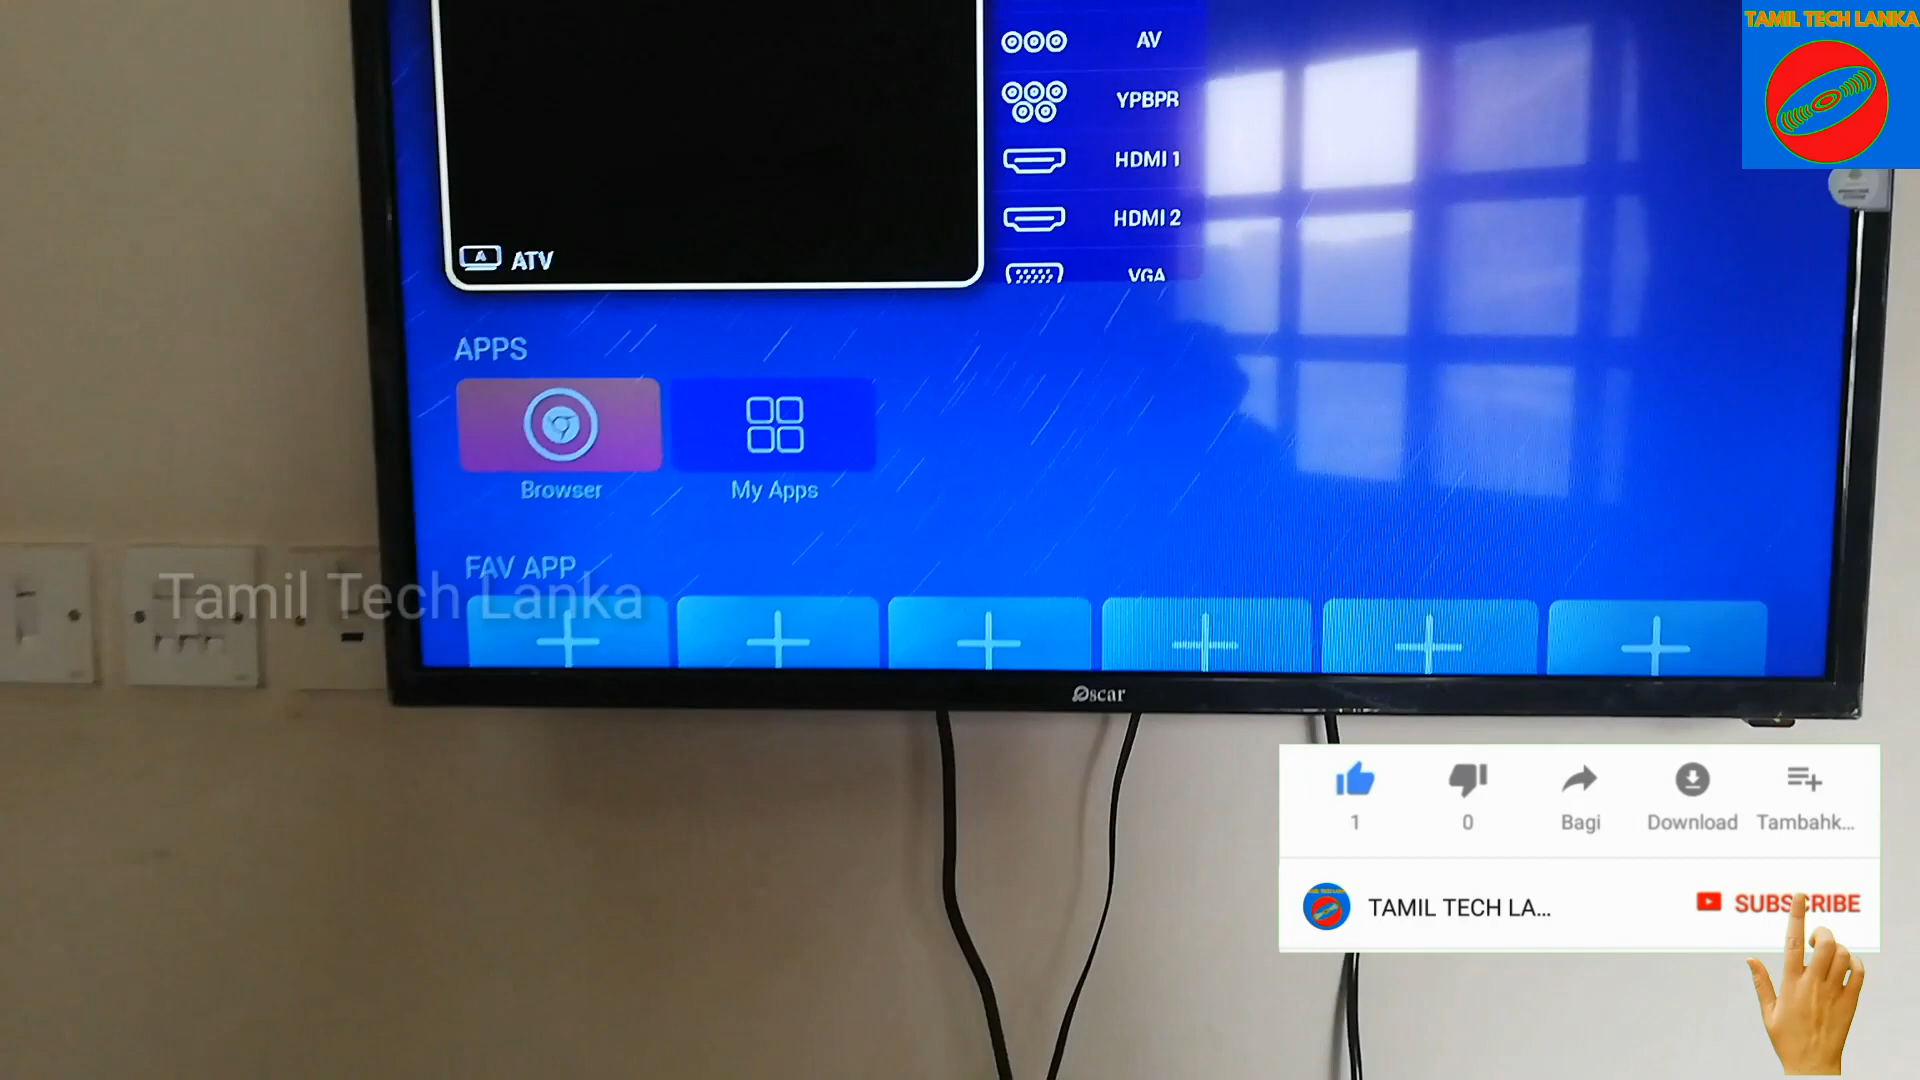 TAMIL TECH LANKA
AV
YPBPR
HDMI 1
HDMI 2
VGA
ATV
APPS
Browser
My Apps
FAV APP
Tamil Tech Lanka
Oscar
1
0
Bagi
Download
Tambahk...
TAMIL TECH LA...
SUBSCRIBE